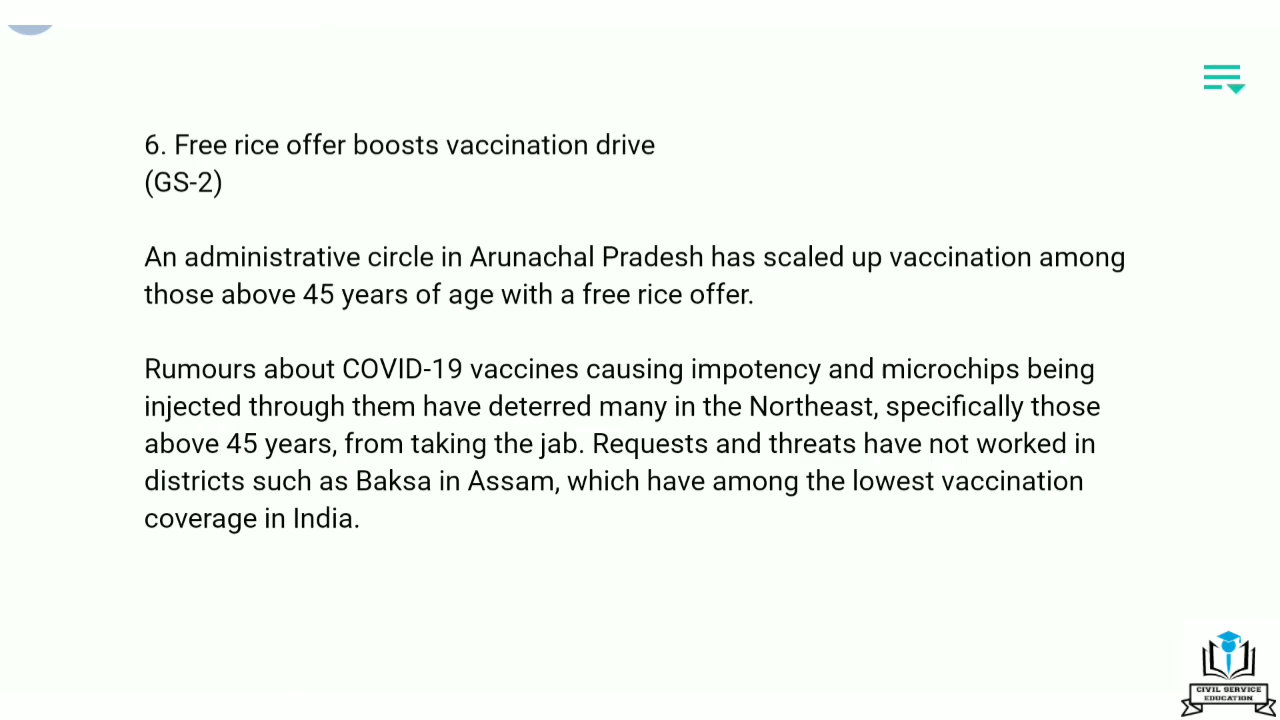 6. Free rice offer boosts vaccination drive
(GS-2)
An administrative circle in Arunachal Pradesh has scaled up vaccination among
those above 45 years of age with a free rice offer.
Rumours about COVID-19 vaccines causing impotency and microchips being
injected through them have deterred many in the Northeast, specifically those
above 45 years, from taking the jab. Requests and threats have not worked in
districts such as Baksa in Assam, which have among the lowest vaccination
coverage in India.
CIVIL SERVICE
EDUCATION